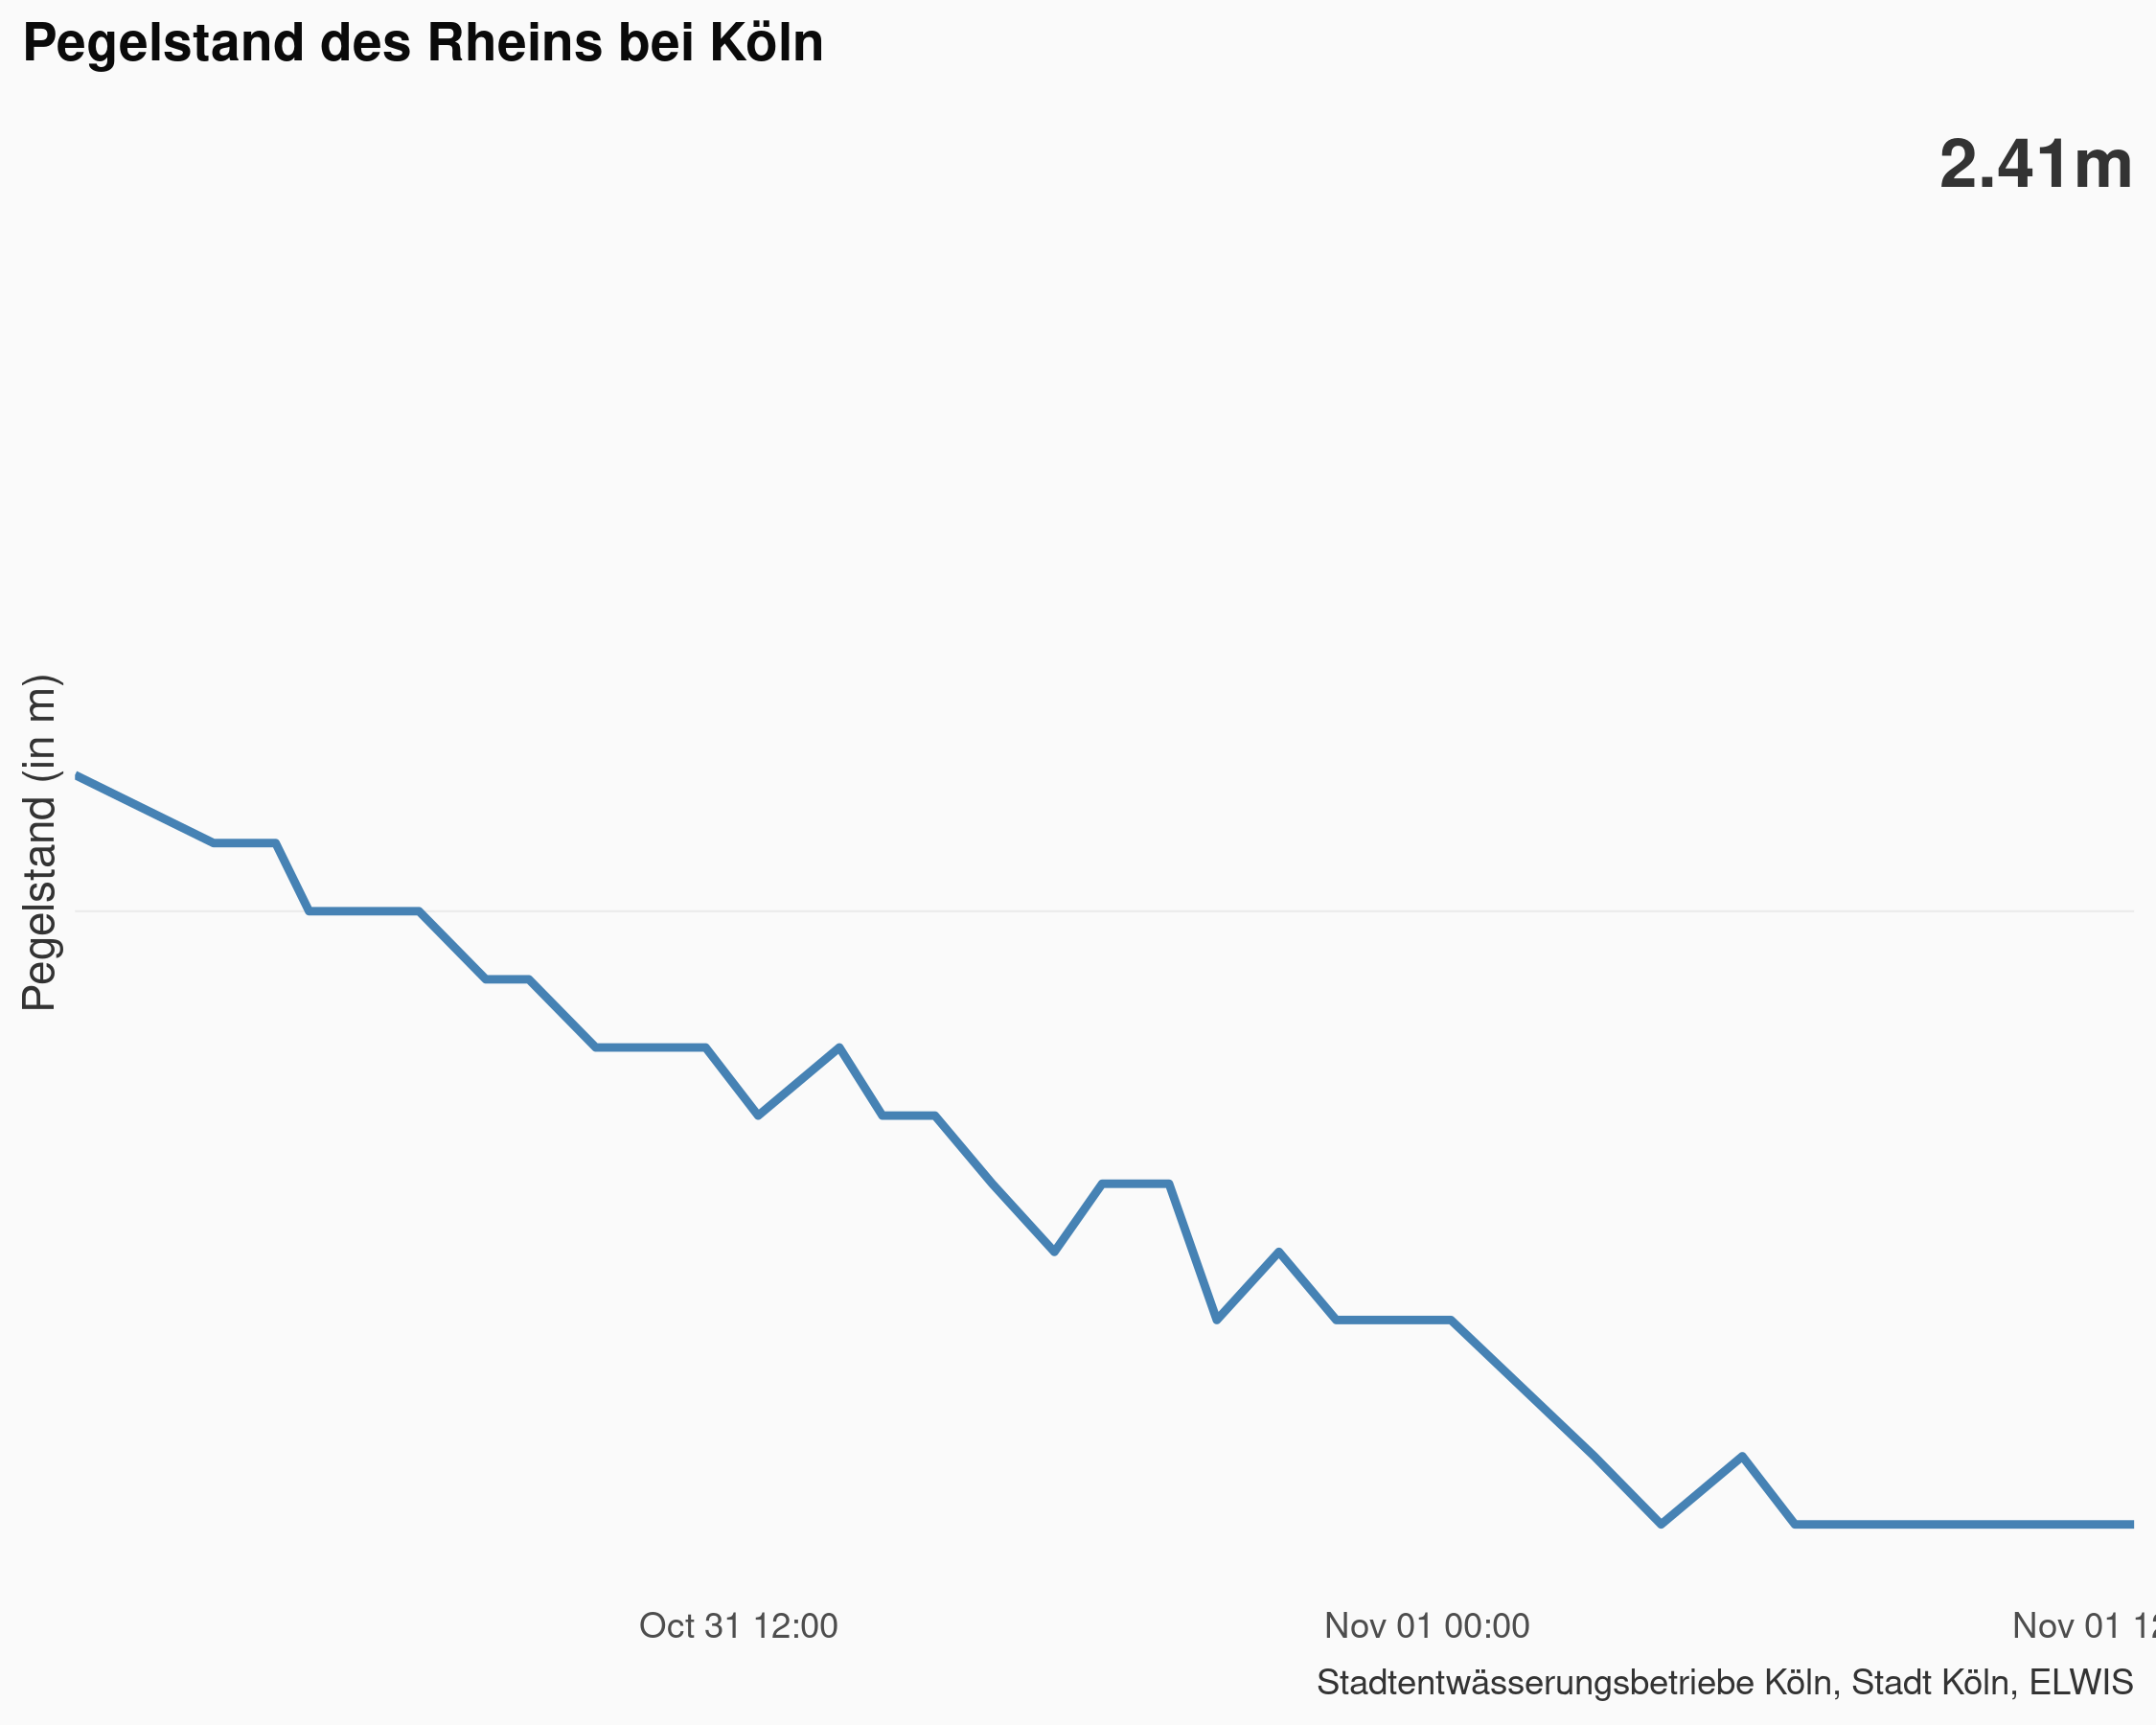 Pegelstand des Rheins bei Köln
2.41m
Pegelstand (in m)
Oct 31 12:00
Nov 01 00:00
Nov 01 12
Stadtentwässerungsbetriebe Köln, Stadt Köln, ELWIS